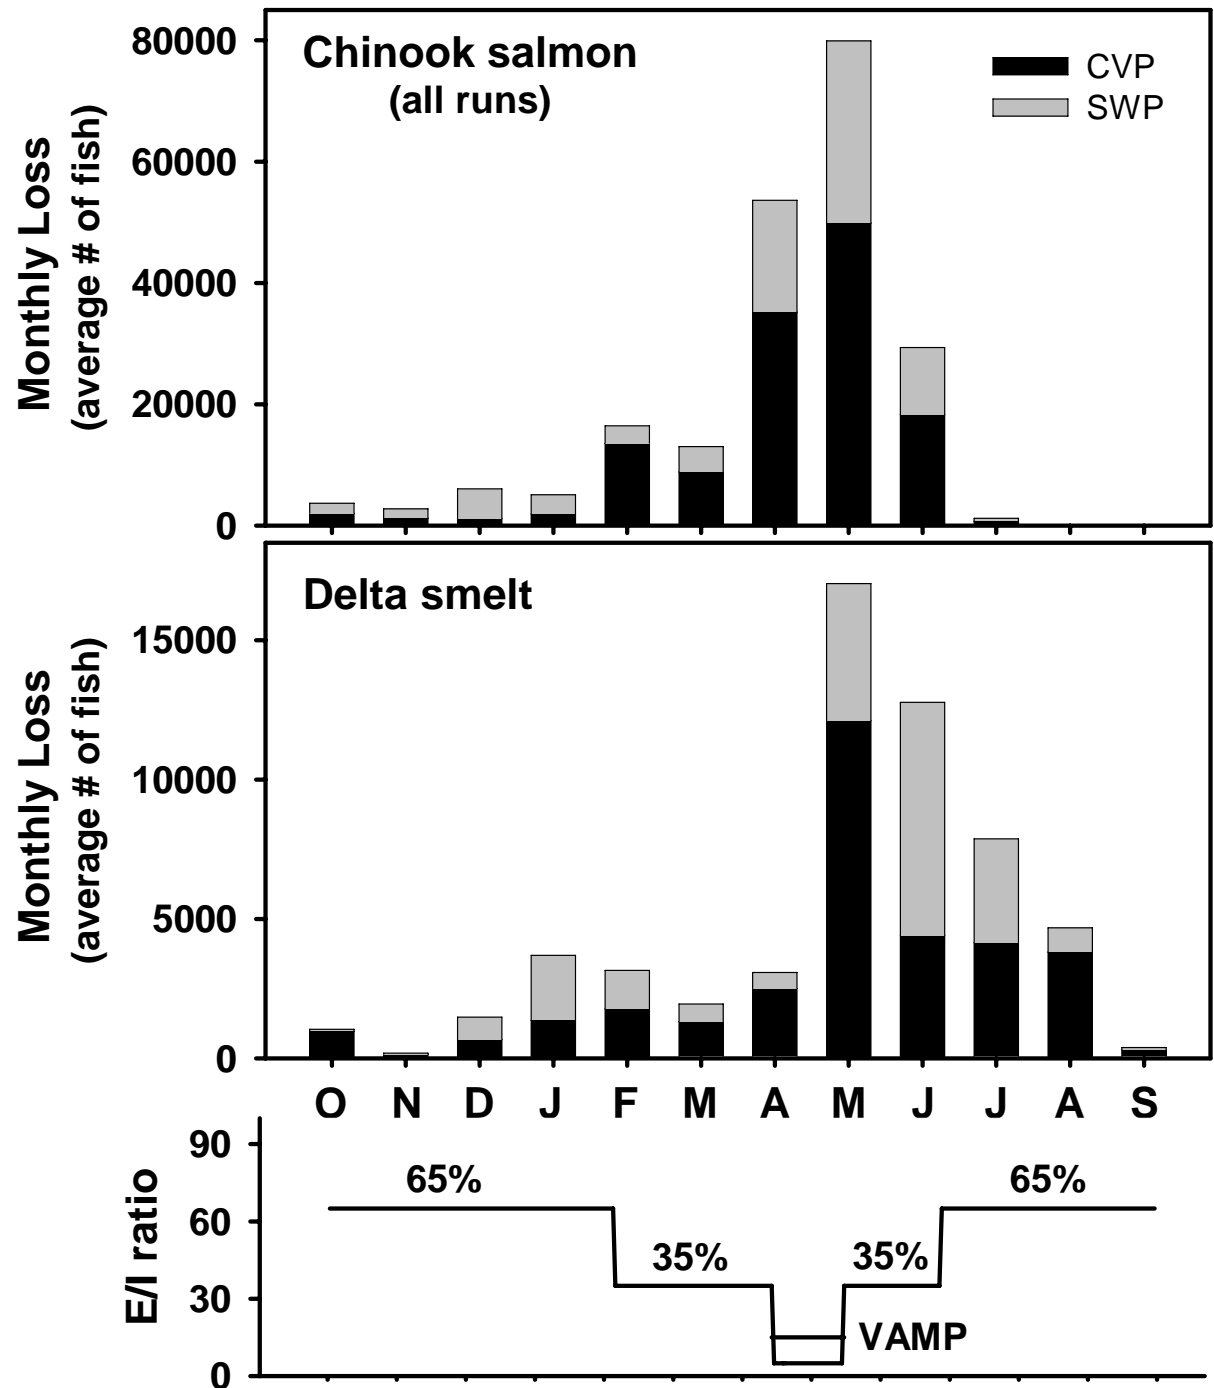 Chinook salmon
(all runs)
CVP
SWP
Monthly Loss
(average # of fish)
80000
60000
40000
20000
0
Delta smelt
Monthly Loss
(average # of fish)
15000
10000
5000
0
O N D J F M A M J J A S
E/I ratio
90
60
30
0
65%
35%
VAMP
35%
65%